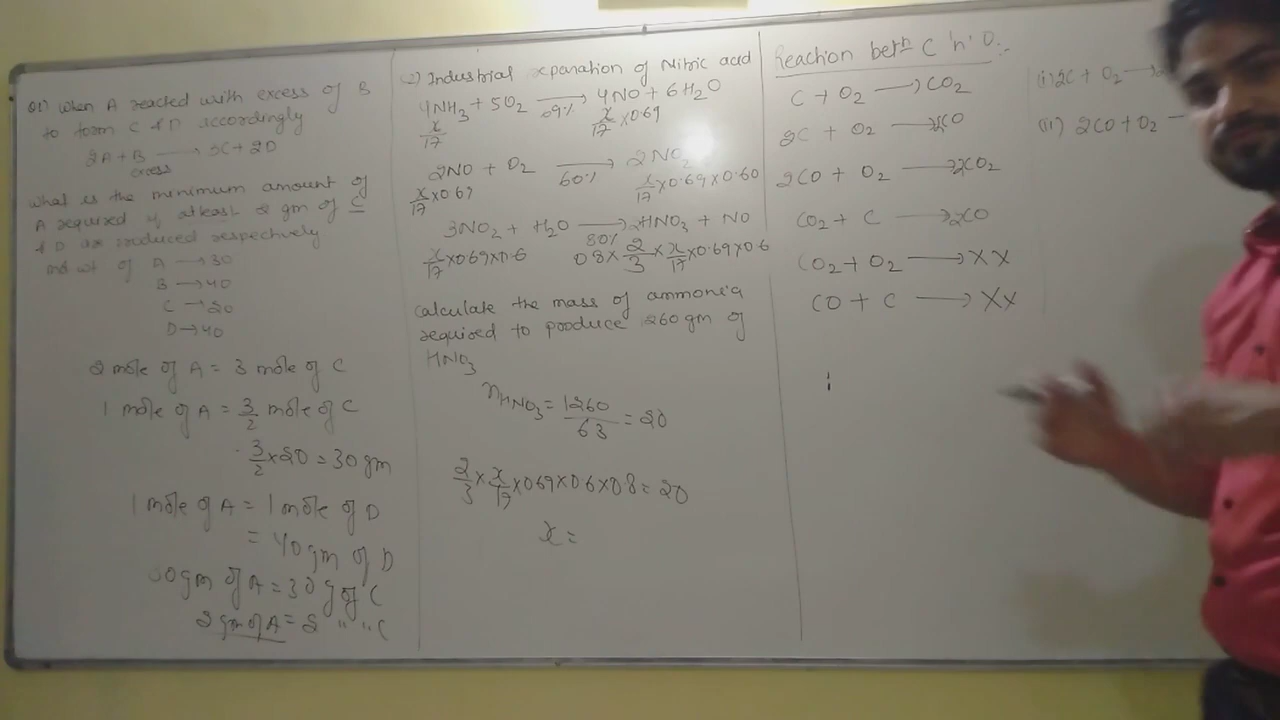 Q1) When A reacted with excess of B
to form C & D accordingly
2A + B ⟶ 3C + 2D
excess
What is the minimum amount of
A required if atleast 2 gm of C
& D are produced respectively
wt of A → 30
B → 40
C → 20
D → 40
2 mole of A = 3 mole of C
1 mole of A = 3/2 mole of C
3/2 × 20 = 30 gm
1 mole of A = 1 mole of D
= 40 gm of D
30 gm of A = 30 g of C
2 gm of A = 2 " " C
2) Industrial reparation of Nitric acid
4NH3 + 5O2 ⟶ 4NO + 6H2O
69%
x/17 x/17 × 0.69
2NO + O2 ⟶ 2NO2
60%
x/17 × 0.69 x/17 × 0.69 × 0.60
3NO2 + H2O ⟶ 2HNO3 + NO
80%
x/17 × 0.69 × 0.6 0.8 × 2/3 × x/17 × 0.69 × 0.6
Calculate the mass of ammonia
required to produce 1260 gm of
HNO3
nHNO3 = 1260/63 = 20
2/3 × x/17 × 0.69 × 0.6 × 0.8 = 20
x =
Reaction betn C 'n' O :-
C + O2 ⟶ CO2
2C + O2 ⟶ 2CO
2CO + O2 ⟶ 2CO2
CO2 + C ⟶ 2CO
CO2 + O2 ⟶ XX
CO + C ⟶ XX
(i) 2C + O2 ⟶ 2
(ii) 2CO + O2